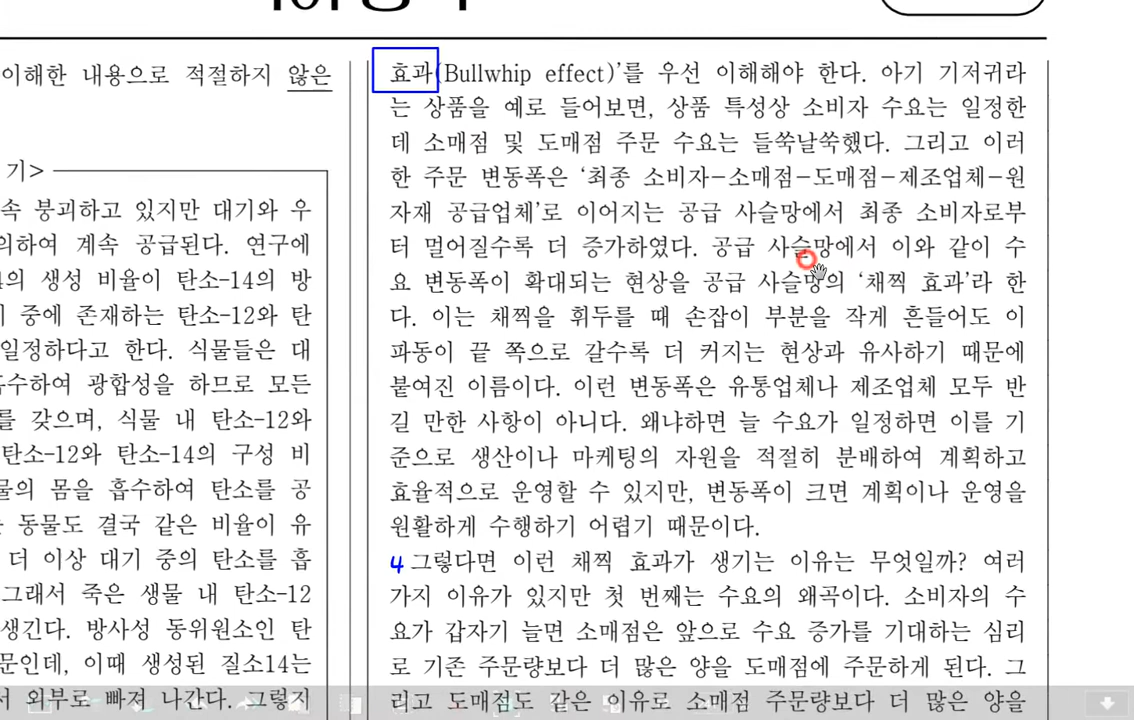 이해한 내용으로 적절하지 않은
기>
속 붕괴하고 있지만 대기와 우
의하여 계속 공급된다. 연구에
의 생성 비율이 탄소-14의 방
중에 존재하는 탄소-12와 탄
일정하다고 한다. 식물들은 대
흡수하여 광합성을 하므로 모든
를 갖으며, 식물 내 탄소-12와
탄소-12와 탄소-14의 구성 비
물의 몸을 흡수하여 탄소를 공
동물도 결국 같은 비율이 유
더 이상 대기 중의 탄소를 흡
그래서 죽은 생물 내 탄소-12
생긴다. 방사성 동위원소인 탄
문인데, 이때 생성된 질소14는
서 외부로 빠져 나간다. 그렇지
효과(Bullwhip effect)’를 우선 이해해야 한다. 아기 기저귀라
는 상품을 예로 들어보면, 상품 특성상 소비자 수요는 일정한
데 소매점 및 도매점 주문 수요는 들쑥날쑥했다. 그리고 이러
한 주문 변동폭은 ‘최종 소비자-소매점-도매점-제조업체-원
자재 공급업체’로 이어지는 공급 사슬망에서 최종 소비자로부
터 멀어질수록 더 증가하였다. 공급 사슬망에서 이와 같이 수
요 변동폭이 확대되는 현상을 공급 사슬망의 ‘채찍 효과’라 한
다. 이는 채찍을 휘두를 때 손잡이 부분을 작게 흔들어도 이
파동이 끝 쪽으로 갈수록 더 커지는 현상과 유사하기 때문에
붙여진 이름이다. 이런 변동폭은 유통업체나 제조업체 모두 반
길 만한 사항이 아니다. 왜냐하면 늘 수요가 일정하면 이를 기
준으로 생산이나 마케팅의 자원을 적절히 분배하여 계획하고
효율적으로 운영할 수 있지만, 변동폭이 크면 계획이나 운영을
원활하게 수행하기 어렵기 때문이다.
4 그렇다면 이런 채찍 효과가 생기는 이유는 무엇일까? 여러
가지 이유가 있지만 첫 번째는 수요의 왜곡이다. 소비자의 수
요가 갑자기 늘면 소매점은 앞으로 수요 증가를 기대하는 심리
로 기존 주문량보다 더 많은 양을 도매점에 주문하게 된다. 그
리고 도매점도 같은 이유로 소매점 주문량보다 더 많은 양을